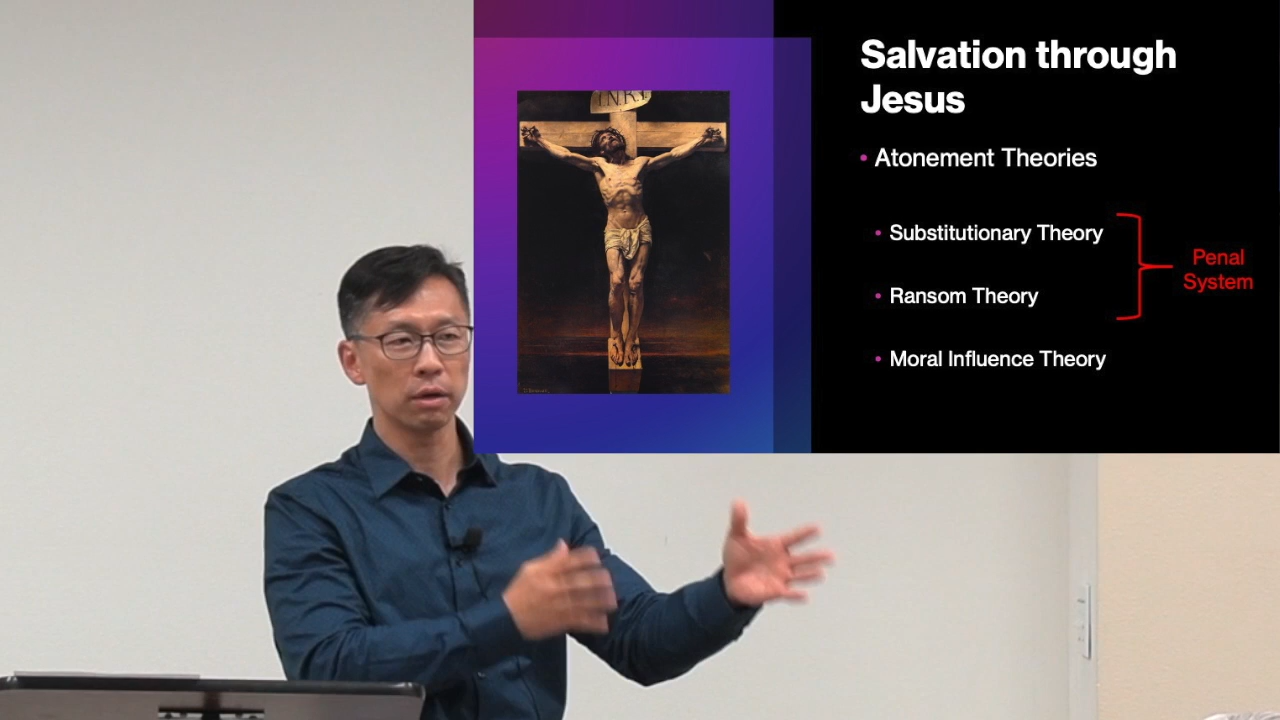 Salvation through
Jesus
• Atonement Theories
• Substitutionary Theory
• Ransom Theory
• Moral Influence Theory
Penal
System
I.N.R.I.